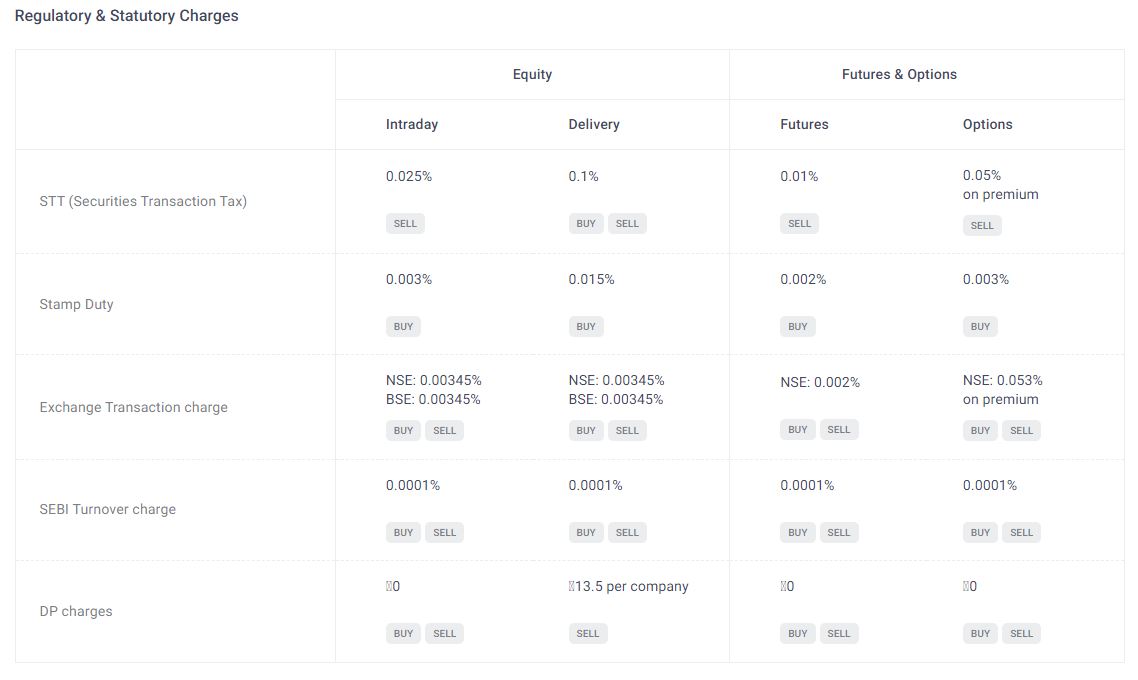 Regulatory & Statutory Charges
Equity Futures & Options
Intraday Delivery Futures Options
STT (Securities Transaction Tax)
0.025%
SELL
0.1%
BUY SELL
0.01%
SELL
0.05%
on premium
SELL
Stamp Duty
0.003%
BUY
0.015%
BUY
0.002%
BUY
0.003%
BUY
Exchange Transaction charge
NSE: 0.00345%
BSE: 0.00345%
BUY SELL
NSE: 0.00345%
BSE: 0.00345%
BUY SELL
NSE: 0.002%
BUY SELL
NSE: 0.053%
on premium
BUY SELL
SEBI Turnover charge
0.0001%
BUY SELL
0.0001%
BUY SELL
0.0001%
BUY SELL
0.0001%
BUY SELL
DP charges
0
BUY SELL
13.5 per company
SELL
0
BUY SELL
0
BUY SELL